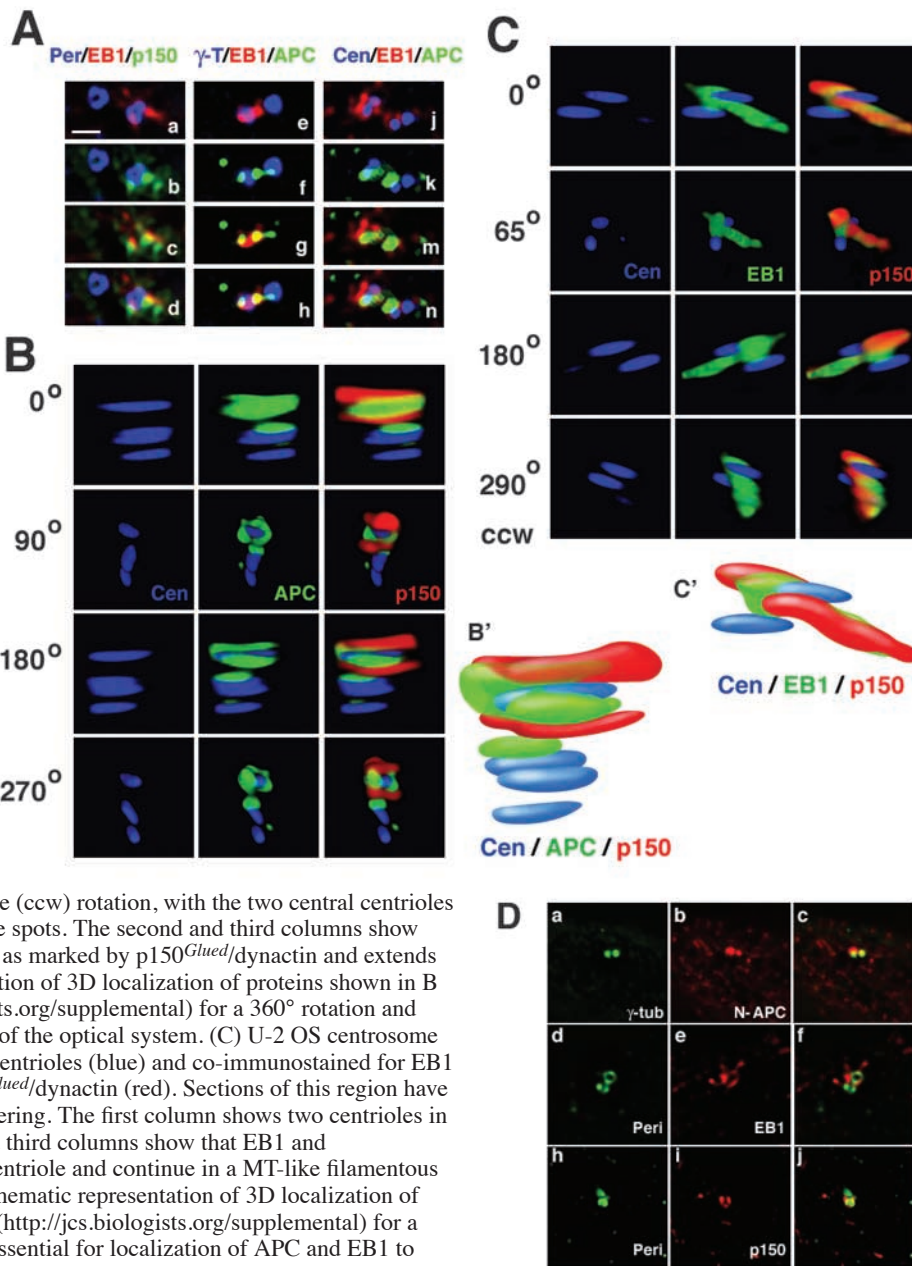 A
Per/EB1/p150 γ-T/EB1/APC Cen/EB1/APC
a e j
b f k
c g m
d h n
B
0°
90°
Cen APC p150
180°
270°
C
0°
65°
Cen EB1 p150
180°
290°
ccw
C'
Cen / EB1 / p150
B'
Cen / APC / p150
e (ccw) rotation, with the two central centrioles
e spots. The second and third columns show
as marked by p150Glued/dynactin and extends
tion of 3D localization of proteins shown in B
ts.org/supplemental) for a 360° rotation and
of the optical system. (C) U-2 OS centrosome
entrioles (blue) and co-immunostained for EB1
lued/dynactin (red). Sections of this region have
ering. The first column shows two centrioles in
third columns show that EB1 and
entriole and continue in a MT-like filamentous
hematic representation of 3D localization of
(http://jcs.biologists.org/supplemental) for a
ssential for localization of APC and EB1 to
D
a b c
γ-tub N-APC
d e f
Peri EB1
h i j
Peri p150